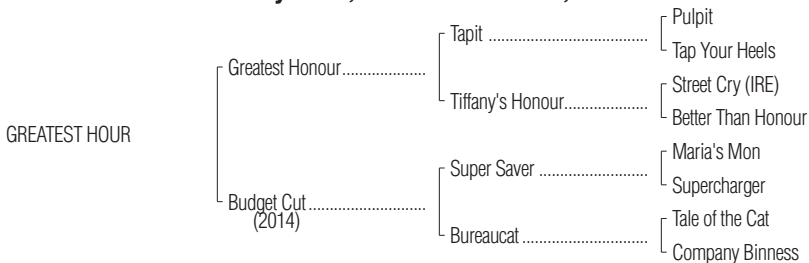 Pulpit
Tapit ......................................
Tap Your Heels
Greatest Honour....................
Street Cry (IRE)
Tiffany's Honour....................
Better Than Honour
GREATEST HOUR
Maria's Mon
Super Saver ..........................
Supercharger
Budget Cut............................
(2014)
Tale of the Cat
Bureaucat ..............................
Company Binness